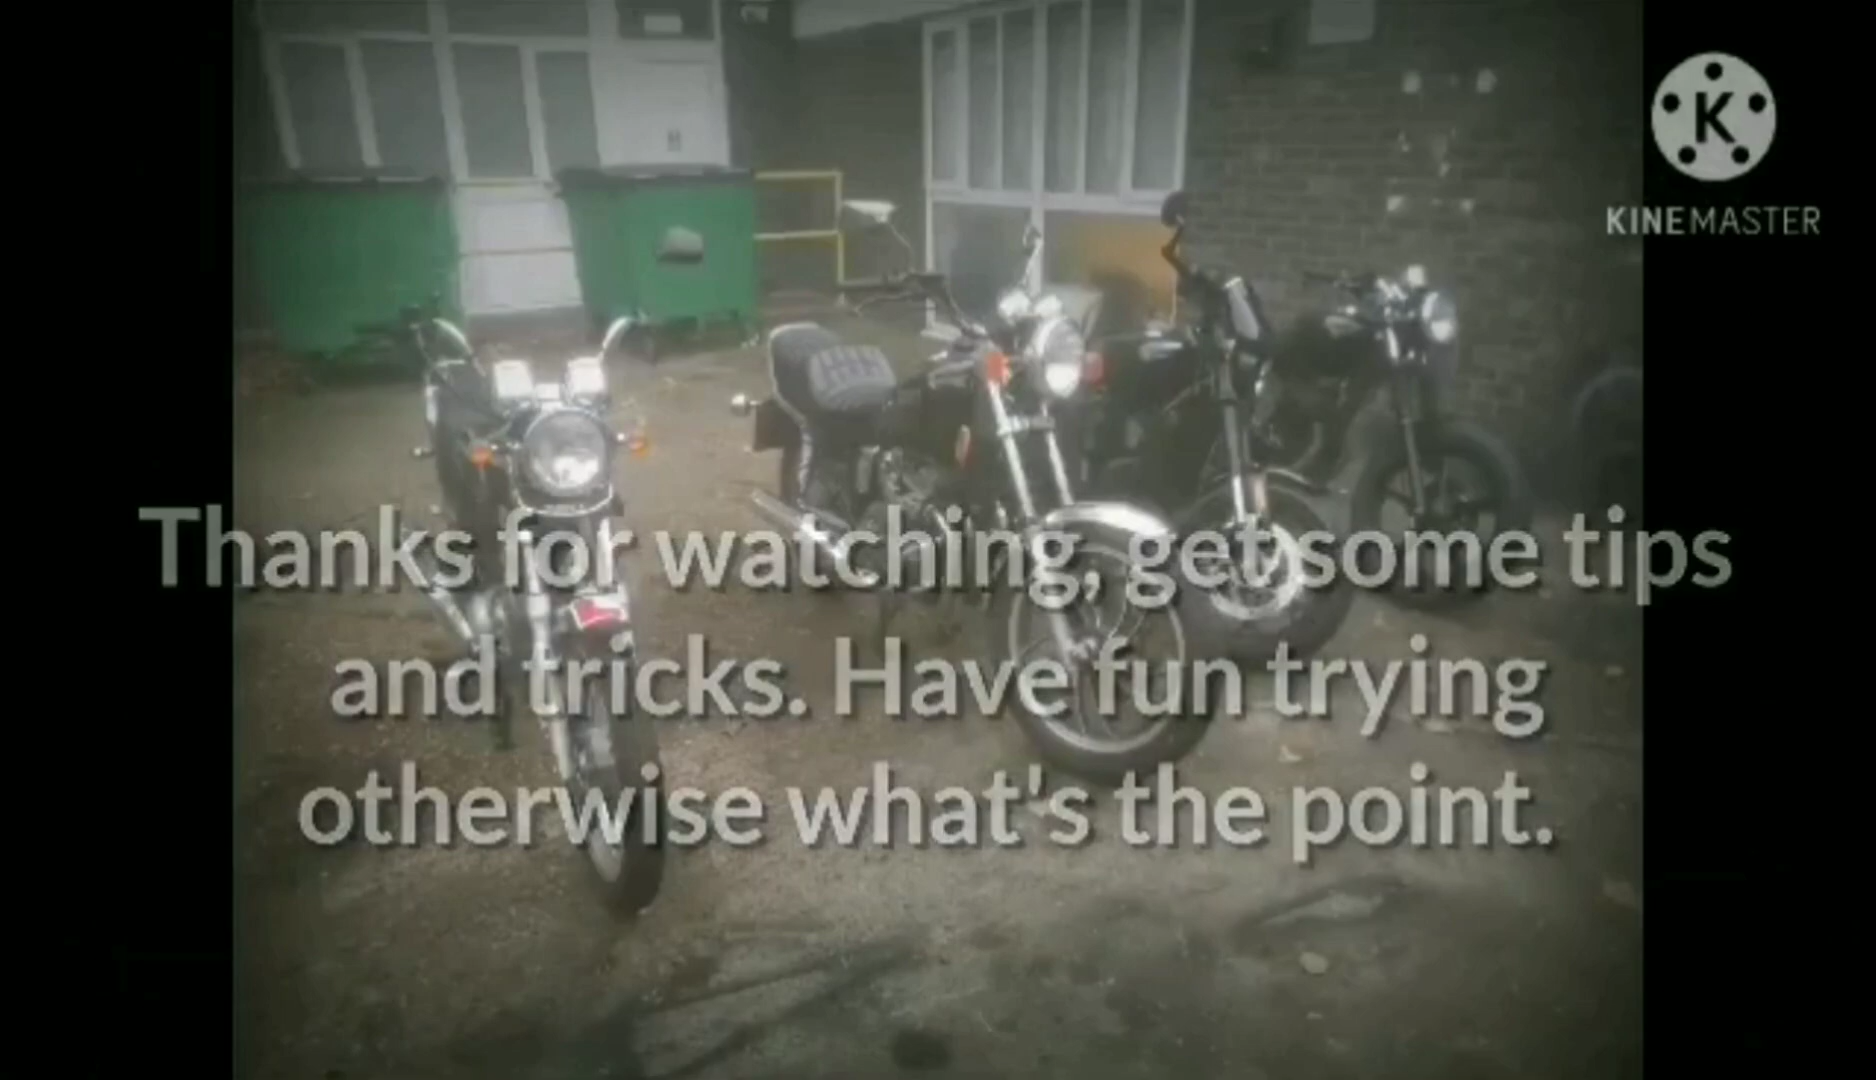 K
KINEMASTER
Thanks for watching, get some tips
and tricks. Have fun trying
otherwise what's the point.